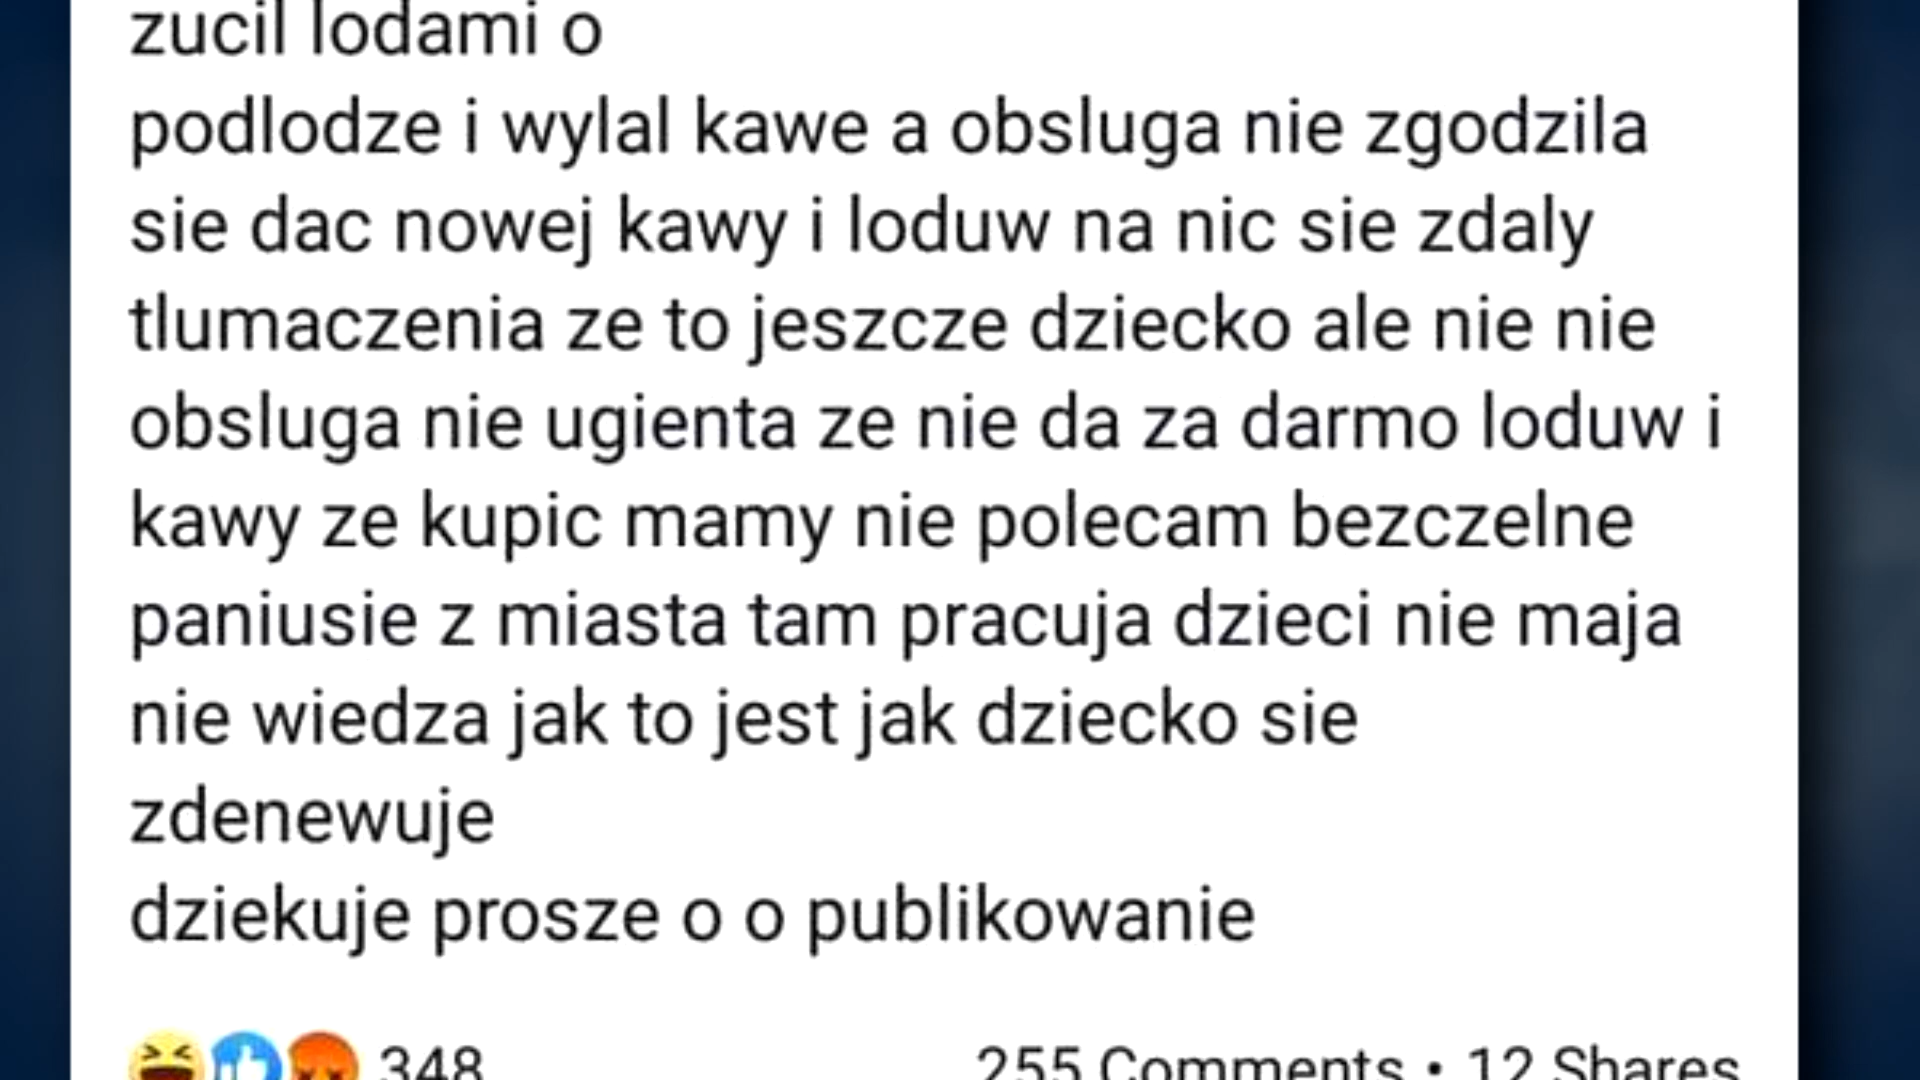 zucil lodami o
podlodze i wylal kawe a obsluga nie zgodzila
sie dac nowej kawy i loduw na nic sie zdaly
tlumaczenia ze to jeszcze dziecko ale nie nie
obsluga nie ugienta ze nie da za darmo loduw i
kawy ze kupic mamy nie polecam bezczelne
paniusie z miasta tam pracuja dzieci nie maja
nie wiedza jak to jest jak dziecko sie
zdenewuje
dziekuje prosze o o publikowanie
348 255 Comments • 12 Shares